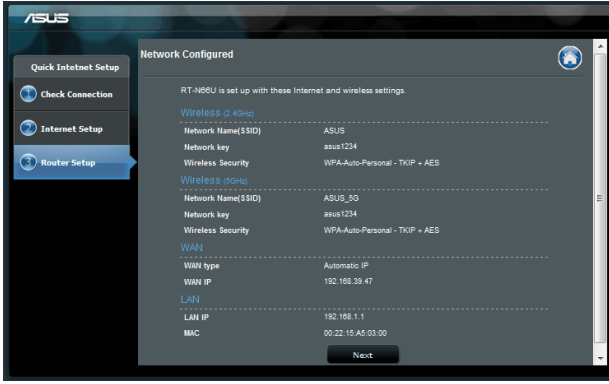 ASUS
Quick Intetnet Setup
1 Check Connection
2 Internet Setup
3 Router Setup
Network Configured
RT-N66U is set up with these Internet and wireless settings.
Wireless (2.4GHz)
Network Name(SSID) ASUS
Network key asus1234
Wireless Security WPA-Auto-Personal - TKIP + AES
Wireless (5GHz)
Network Name(SSID) ASUS_5G
Network key asus1234
Wireless Security WPA-Auto-Personal - TKIP + AES
WAN
WAN type Automatic IP
WAN IP 192.168.39.47
LAN
LAN IP 192.168.1.1
MAC 00:22:15:A5:03:00
Next